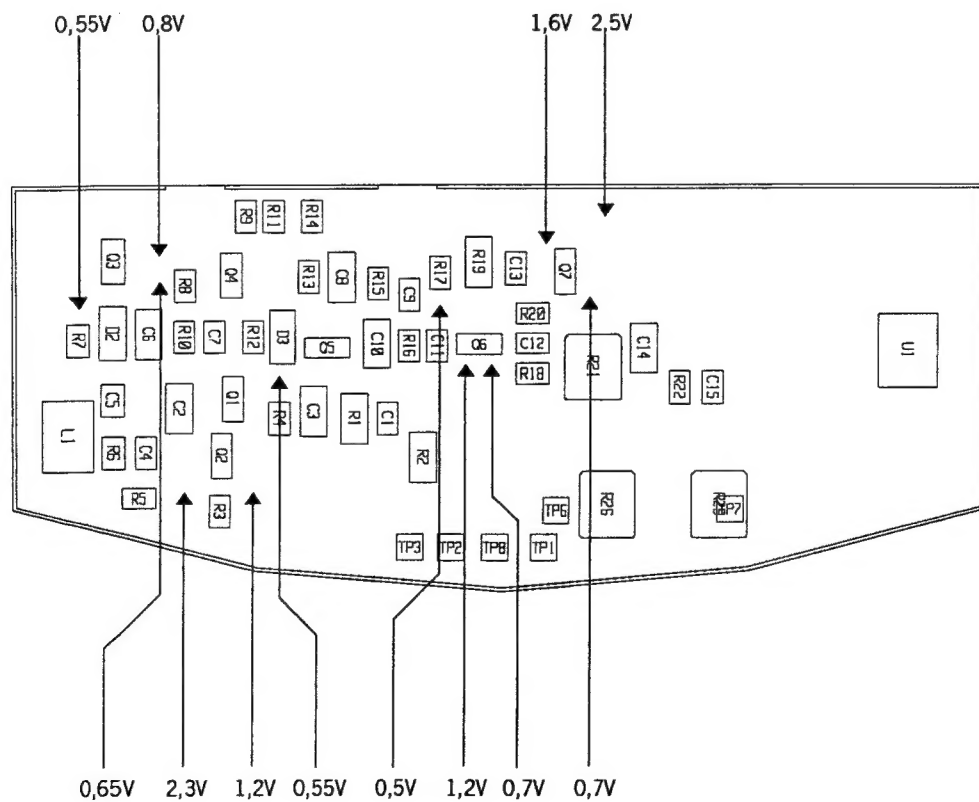 0,55V 0,8V 1,6V 2,5V
R9 R11 R14
Q3 R8 Q4 R13 C8 R15 C9 R17 R19 C13 Q7
R20
R7 D2 C6 R10 C7 R12 D3 Q5 C10 R16 C11 Q6 C12 R21 C14 U1
R18
C5 C2 Q1 R4 C3 R1 C1 R22 C15
L1 R6 C4 Q2 R2
R5 R3 TP6 R26 TP7
TP3 TP2 TP8 TP1
0,65V 2,3V 1,2V 0,55V 0,5V 1,2V 0,7V 0,7V